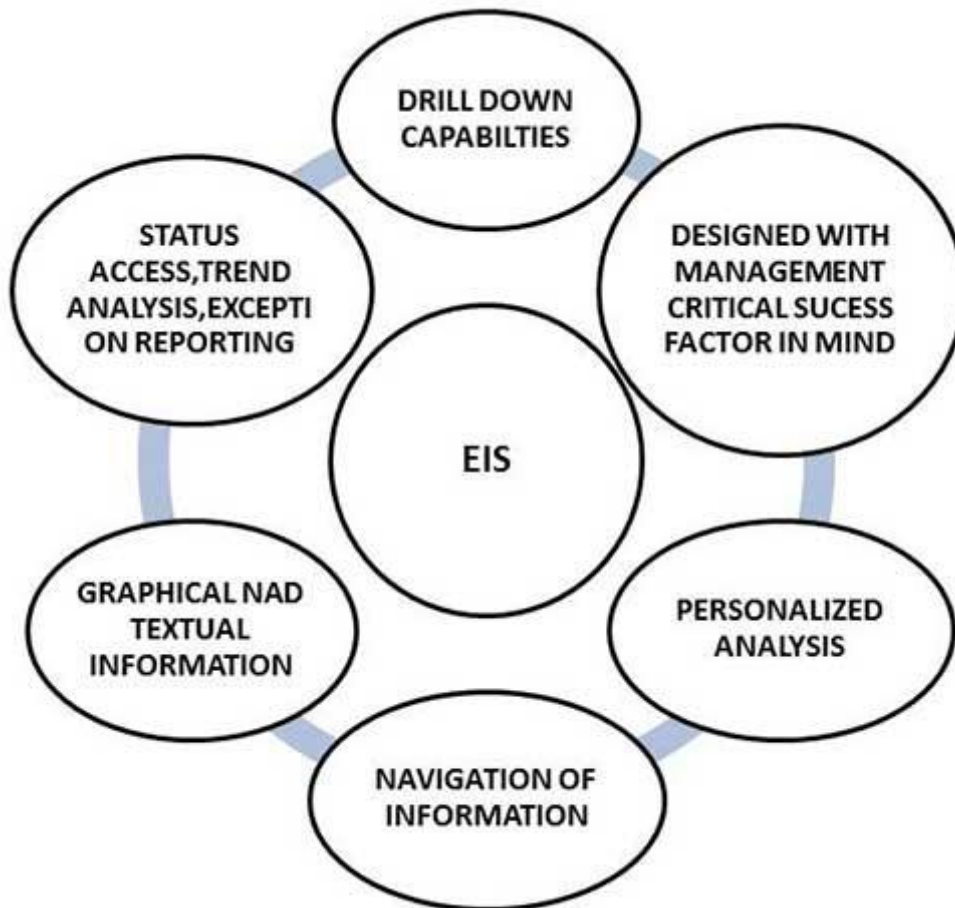 DRILL DOWN
CAPABILTIES
DESIGNED WITH
MANAGEMENT
CRITICAL SUCESS
FACTOR IN MIND
PERSONALIZED
ANALYSIS
NAVIGATION OF
INFORMATION
GRAPHICAL NAD
TEXTUAL
INFORMATION
STATUS
ACCESS,TREND
ANALYSIS,EXCEPTI
ON REPORTING
EIS